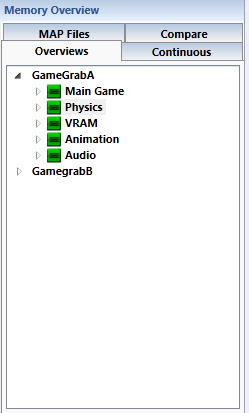 Memory Overview
MAP Files Compare
Overviews Continuous
GameGrabA
Main Game
Physics
VRAM
Animation
Audio
GamegrabB